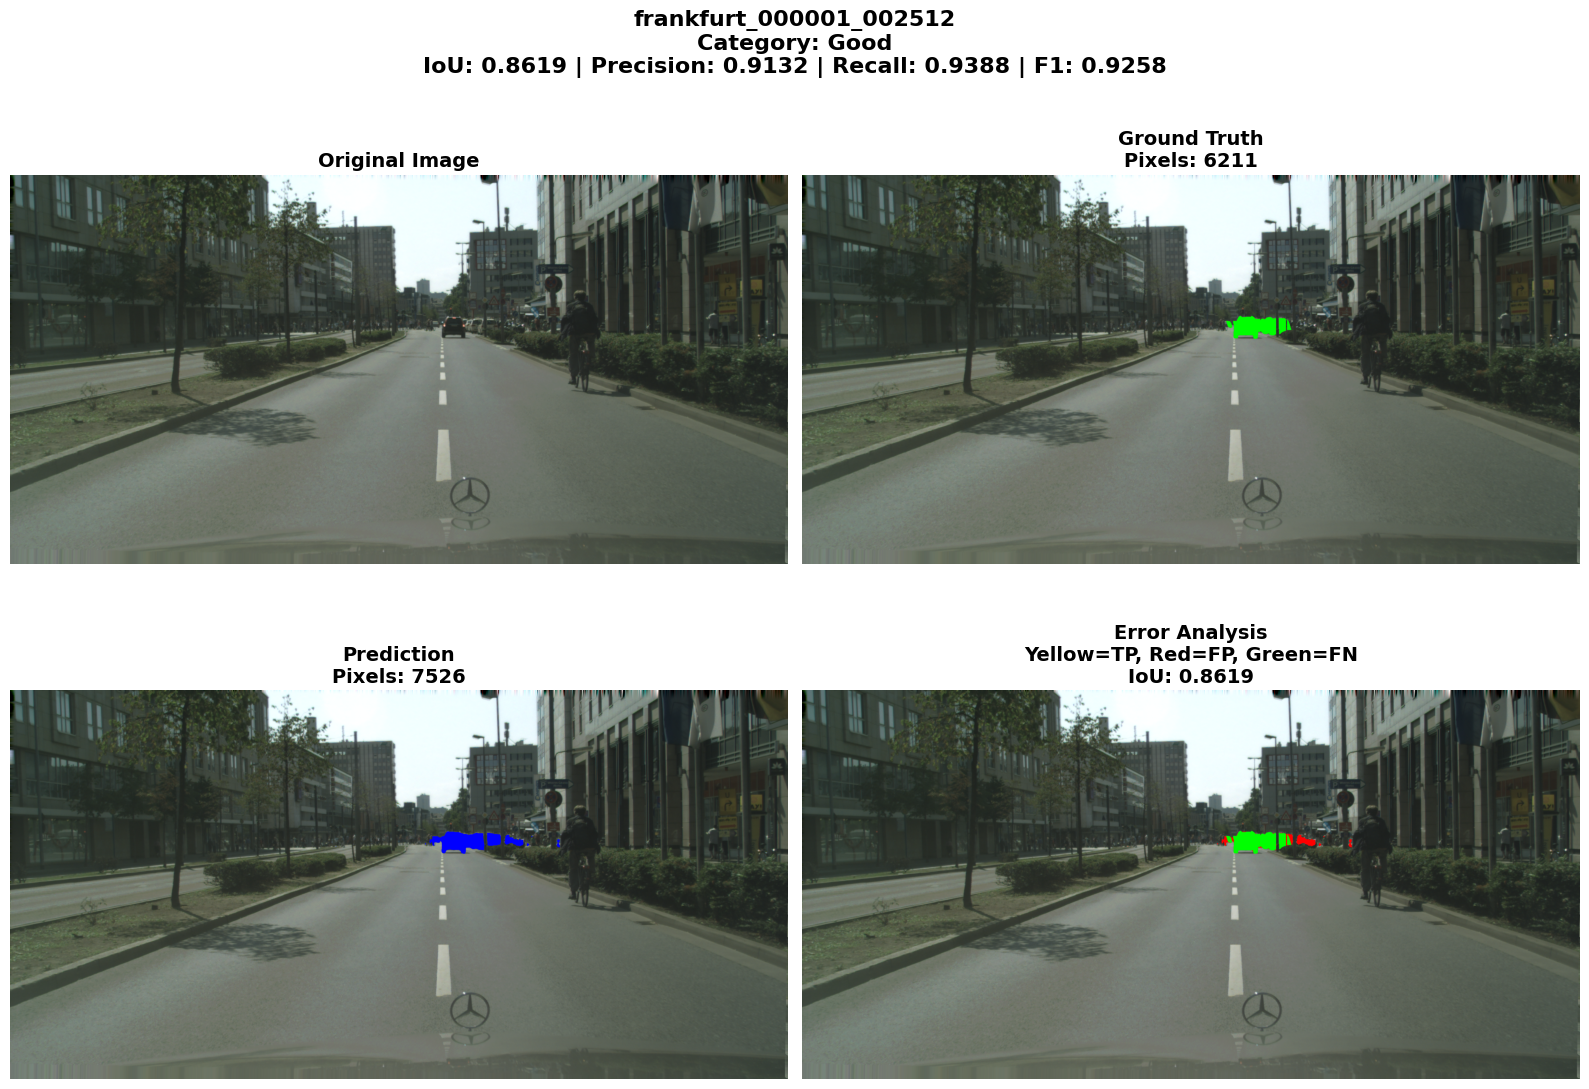 frankfurt_000001_002512
Category: Good
IoU: 0.8619 | Precision: 0.9132 | Recall: 0.9388 | F1: 0.9258
Original Image
Ground Truth
Pixels: 6211
Prediction
Pixels: 7526
Error Analysis
Yellow=TP, Red=FP, Green=FN
IoU: 0.8619